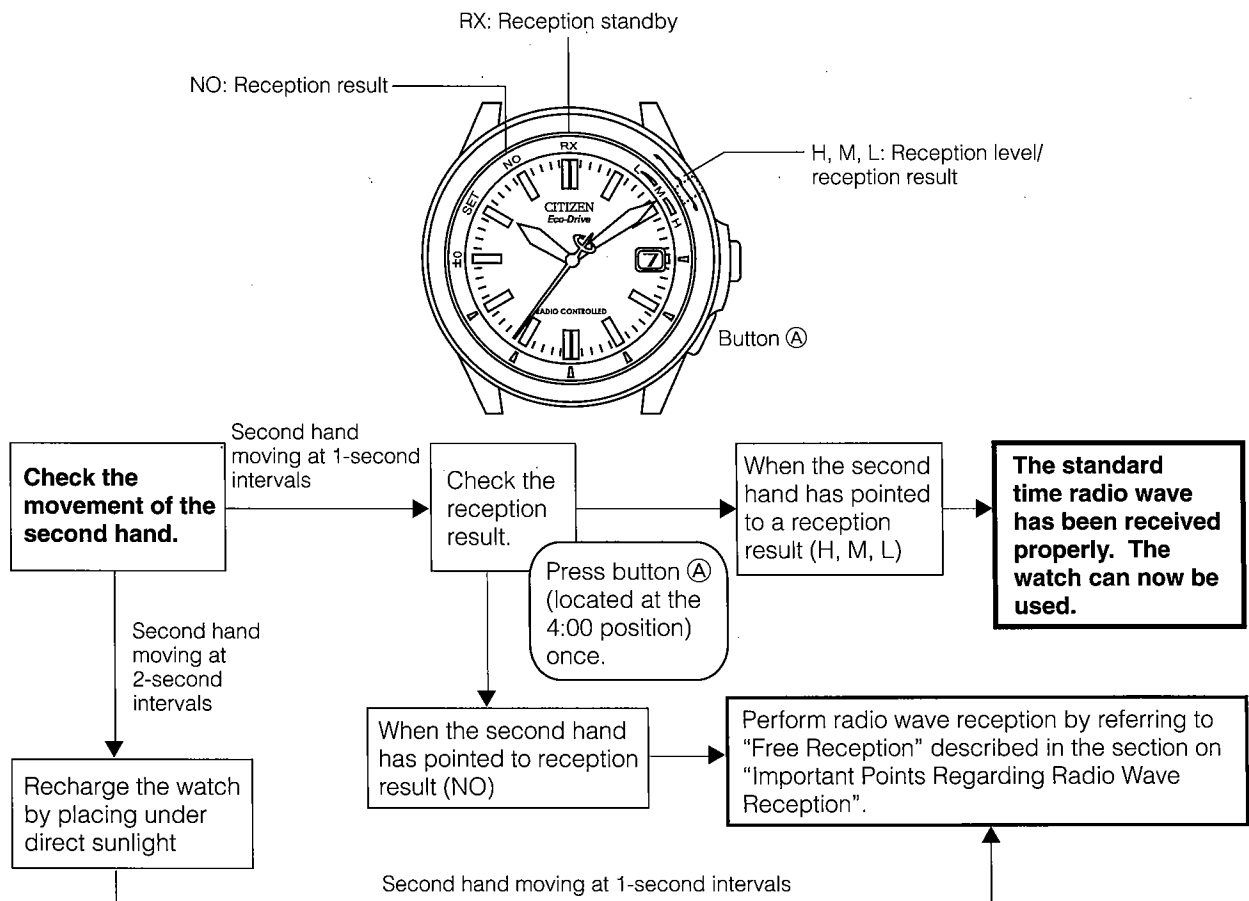 RX: Reception standby
NO: Reception result
H, M, L: Reception level/
reception result
RX
NO
SET
±0
L
M
H
CITIZEN
Eco-Drive
7
RADIO CONTROLLED
Button Ⓐ
Check the
movement of the
second hand.
Second hand
moving at 1-second
intervals
Check the
reception
result.
Press button Ⓐ
(located at the
4:00 position)
once.
When the second
hand has pointed
to a reception
result (H, M, L)
The standard
time radio wave
has been received
properly. The
watch can now be
used.
Second hand
moving at
2-second
intervals
When the second hand
has pointed to reception
result (NO)
Perform radio wave reception by referring to
“Free Reception” described in the section on
“Important Points Regarding Radio Wave
Reception”.
Recharge the watch
by placing under
direct sunlight
Second hand moving at 1-second intervals